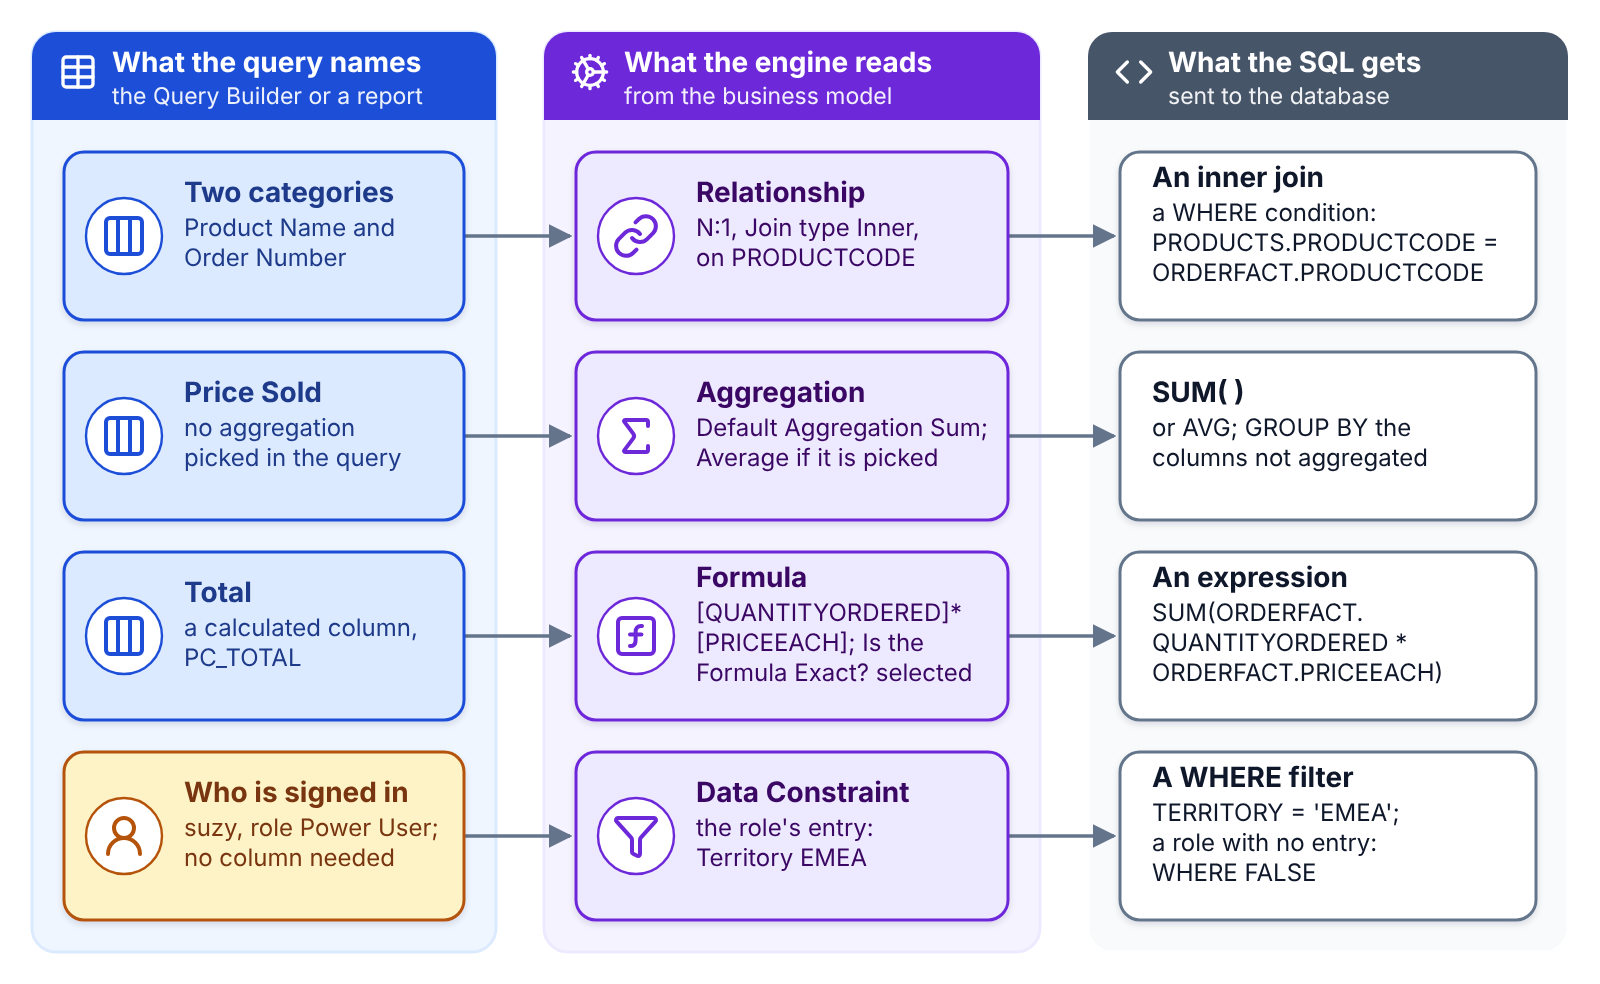 What the query names
the Query Builder or a report
What the engine reads
from the business model
What the SQL gets
sent to the database
Two categories
Product Name and
Order Number
Relationship
N:1, Join type Inner,
on PRODUCTCODE
An inner join
a WHERE condition:
PRODUCTS.PRODUCTCODE =
ORDERFACT.PRODUCTCODE
Price Sold
no aggregation
picked in the query
Aggregation
Default Aggregation Sum;
Average if it is picked
SUM( )
or AVG; GROUP BY the
columns not aggregated
Total
a calculated column,
PC_TOTAL
Formula
[QUANTITYORDERED]*
[PRICEEACH]; Is the
Formula Exact? selected
An expression
SUM(ORDERFACT.
QUANTITYORDERED *
ORDERFACT.PRICEEACH)
Who is signed in
suzy, role Power User;
no column needed
Data Constraint
the role's entry:
Territory EMEA
A WHERE filter
TERRITORY = 'EMEA';
a role with no entry:
WHERE FALSE